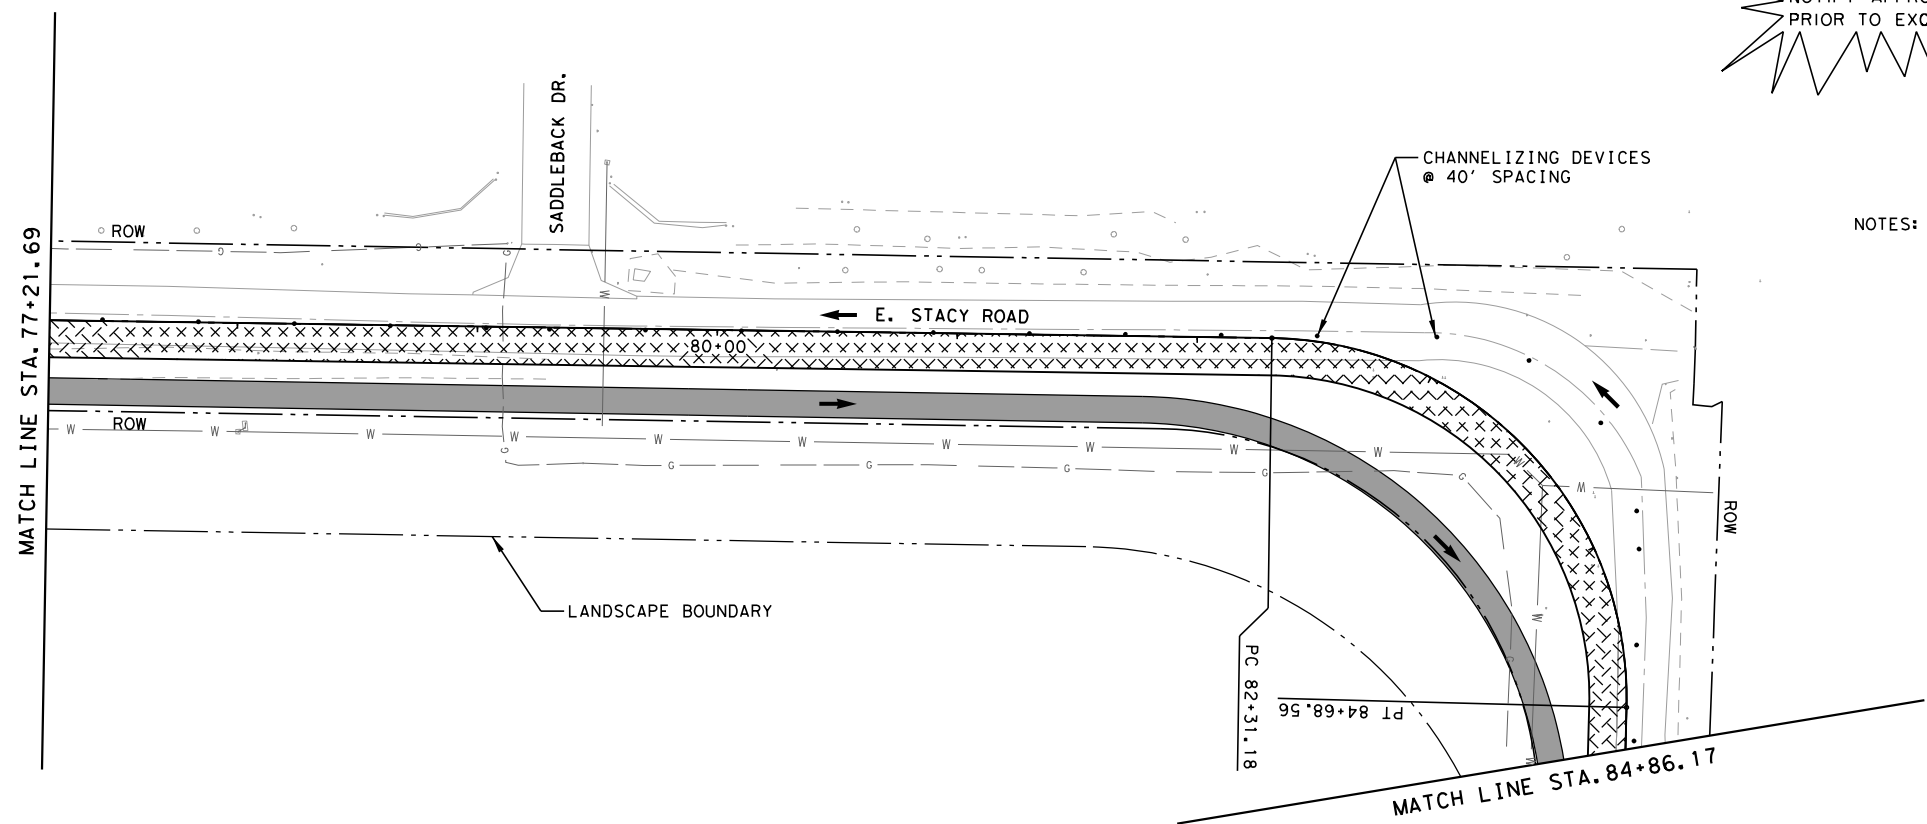 PRIOR TO
CHANNELIZING DEVICES
@ 40' SPACING
NOTES:
SADDLEBACK DR.
ROW
G
G
G
W
E. STACY ROAD
80+00
MATCH LINE STA. 77+21.69
ROW
W
W
W
W
W
W
W
W
W
W
W
W
G
G
G
G
G
G
ROW
LANDSCAPE BOUNDARY
W
G
PC 82+31.18
PT 84+68.56
W
MATCH LINE STA. 84+86.17